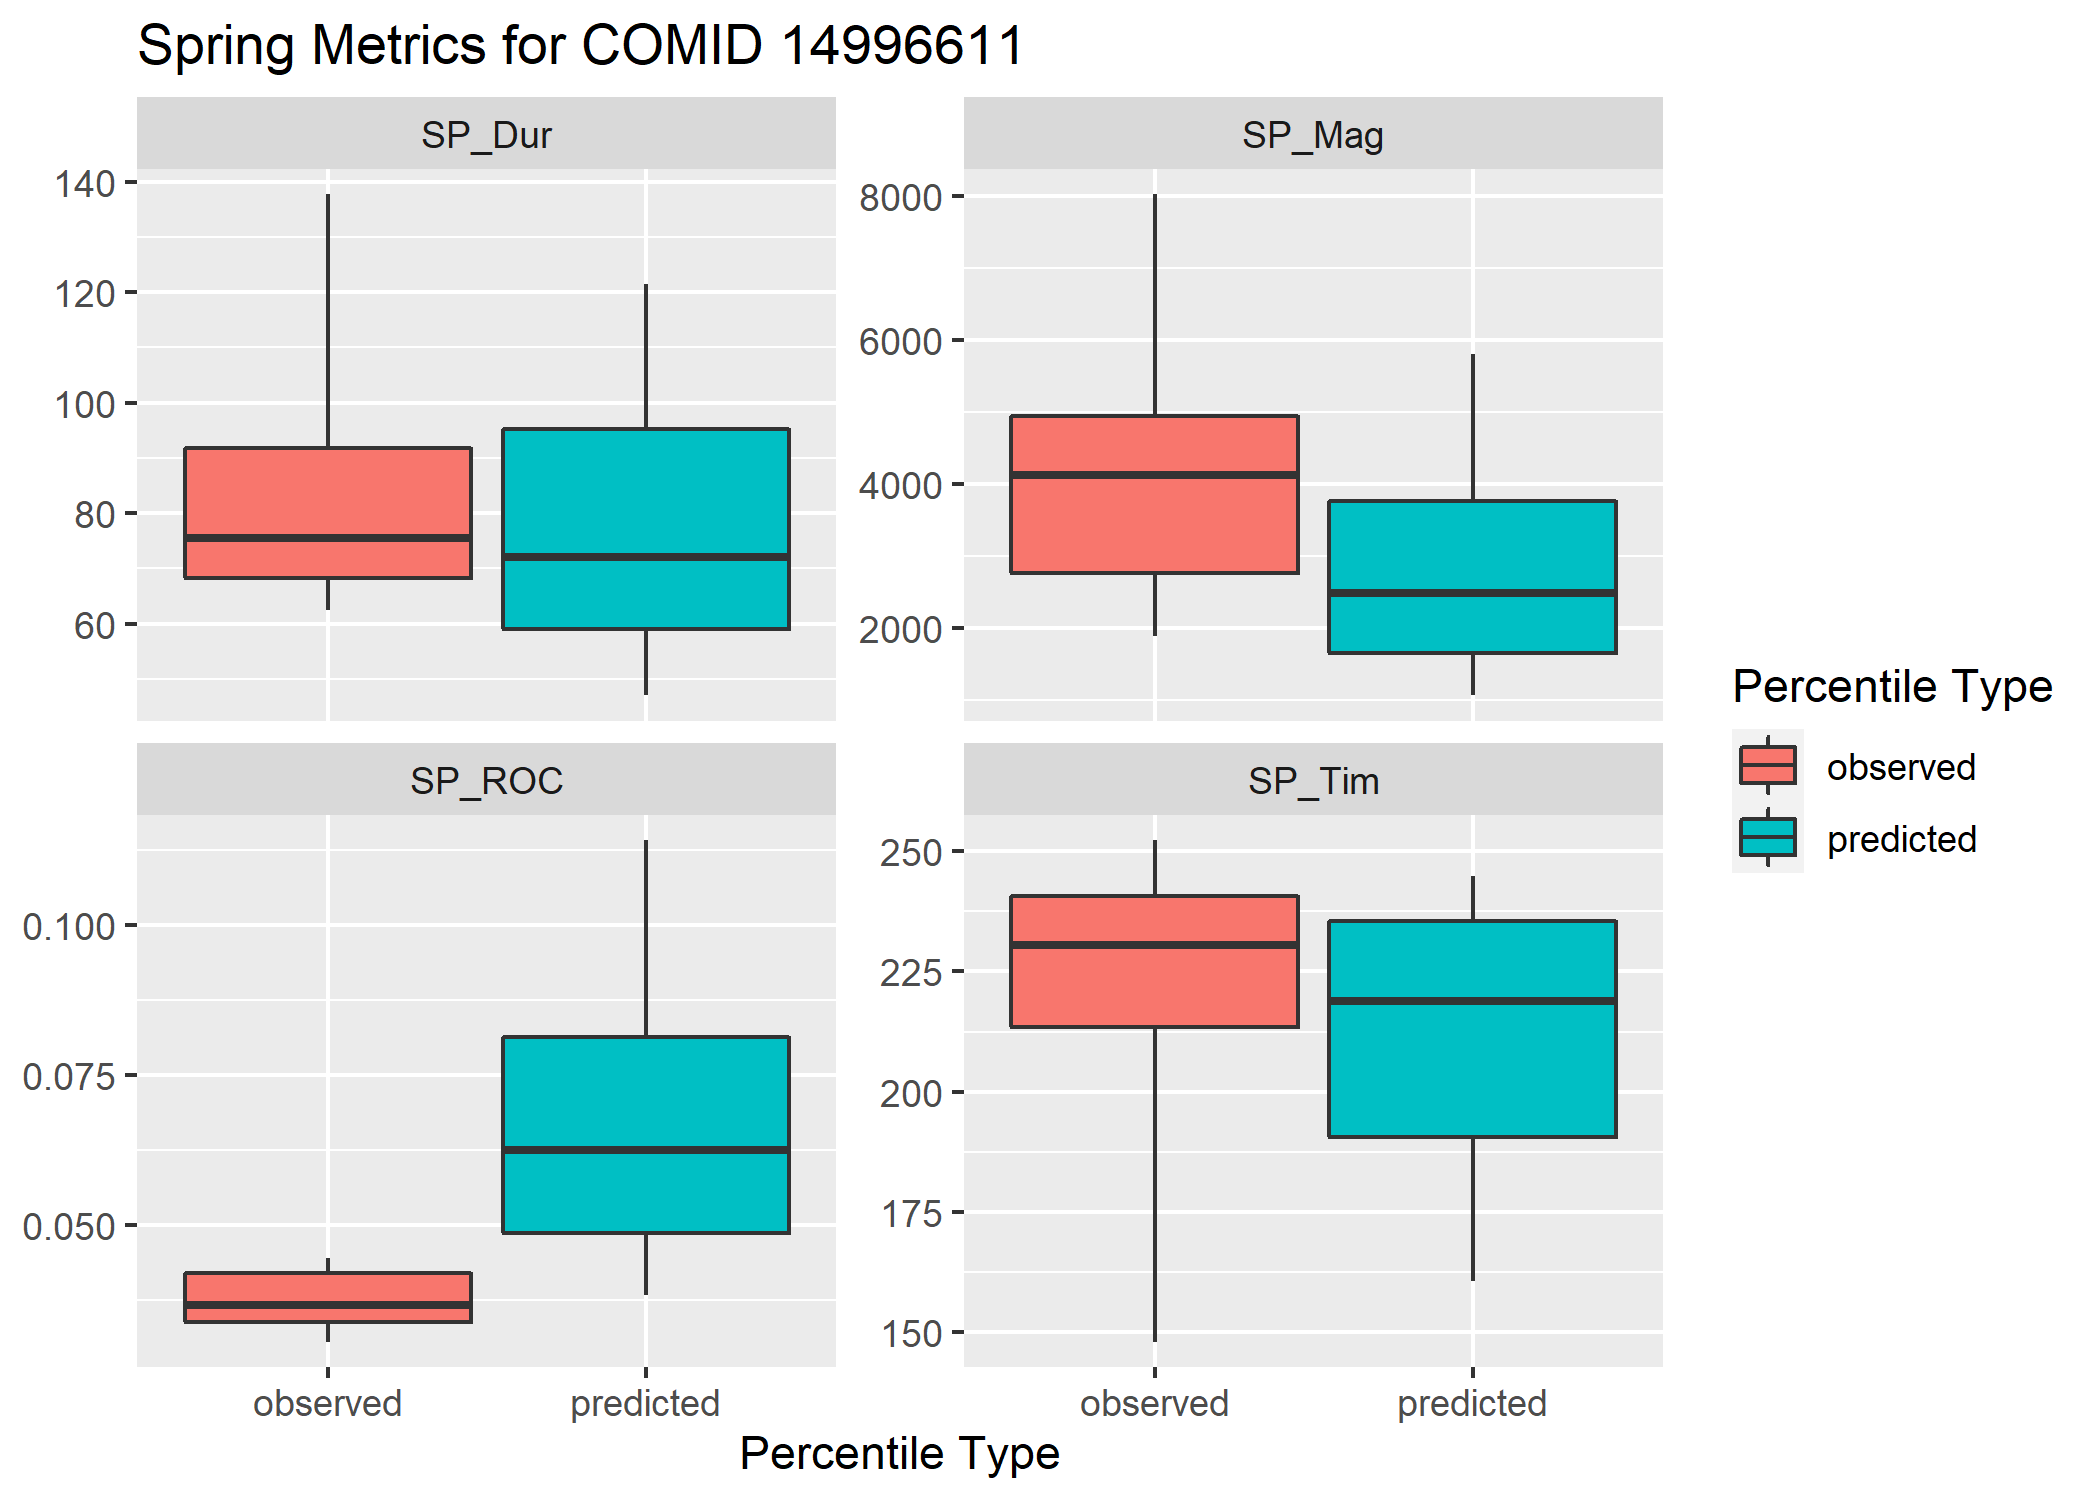 Spring Metrics for COMID 14996611
SP_Dur
140
120
100
80
60
SP_Mag
8000
6000
4000
2000
SP_ROC
0.100
0.075
0.050
observed
predicted
SP_Tim
250
225
200
175
150
observed
predicted
Percentile Type
Percentile Type
observed
predicted